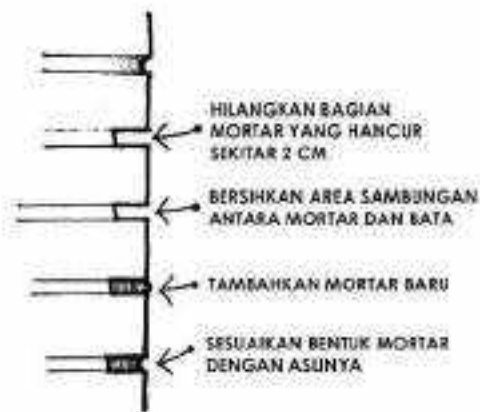 HILANGKAN BAGIAN
MORTAR YANG HANCUR
SEKITAR 2 CM
BERSIHKAN AREA SAMBUNGAN
ANTARA MORTAR DAN BATA
TAMBAHKAN MORTAR BARU
SESUAIKAN BENTUK MORTAR
DENGAN ASLINYA